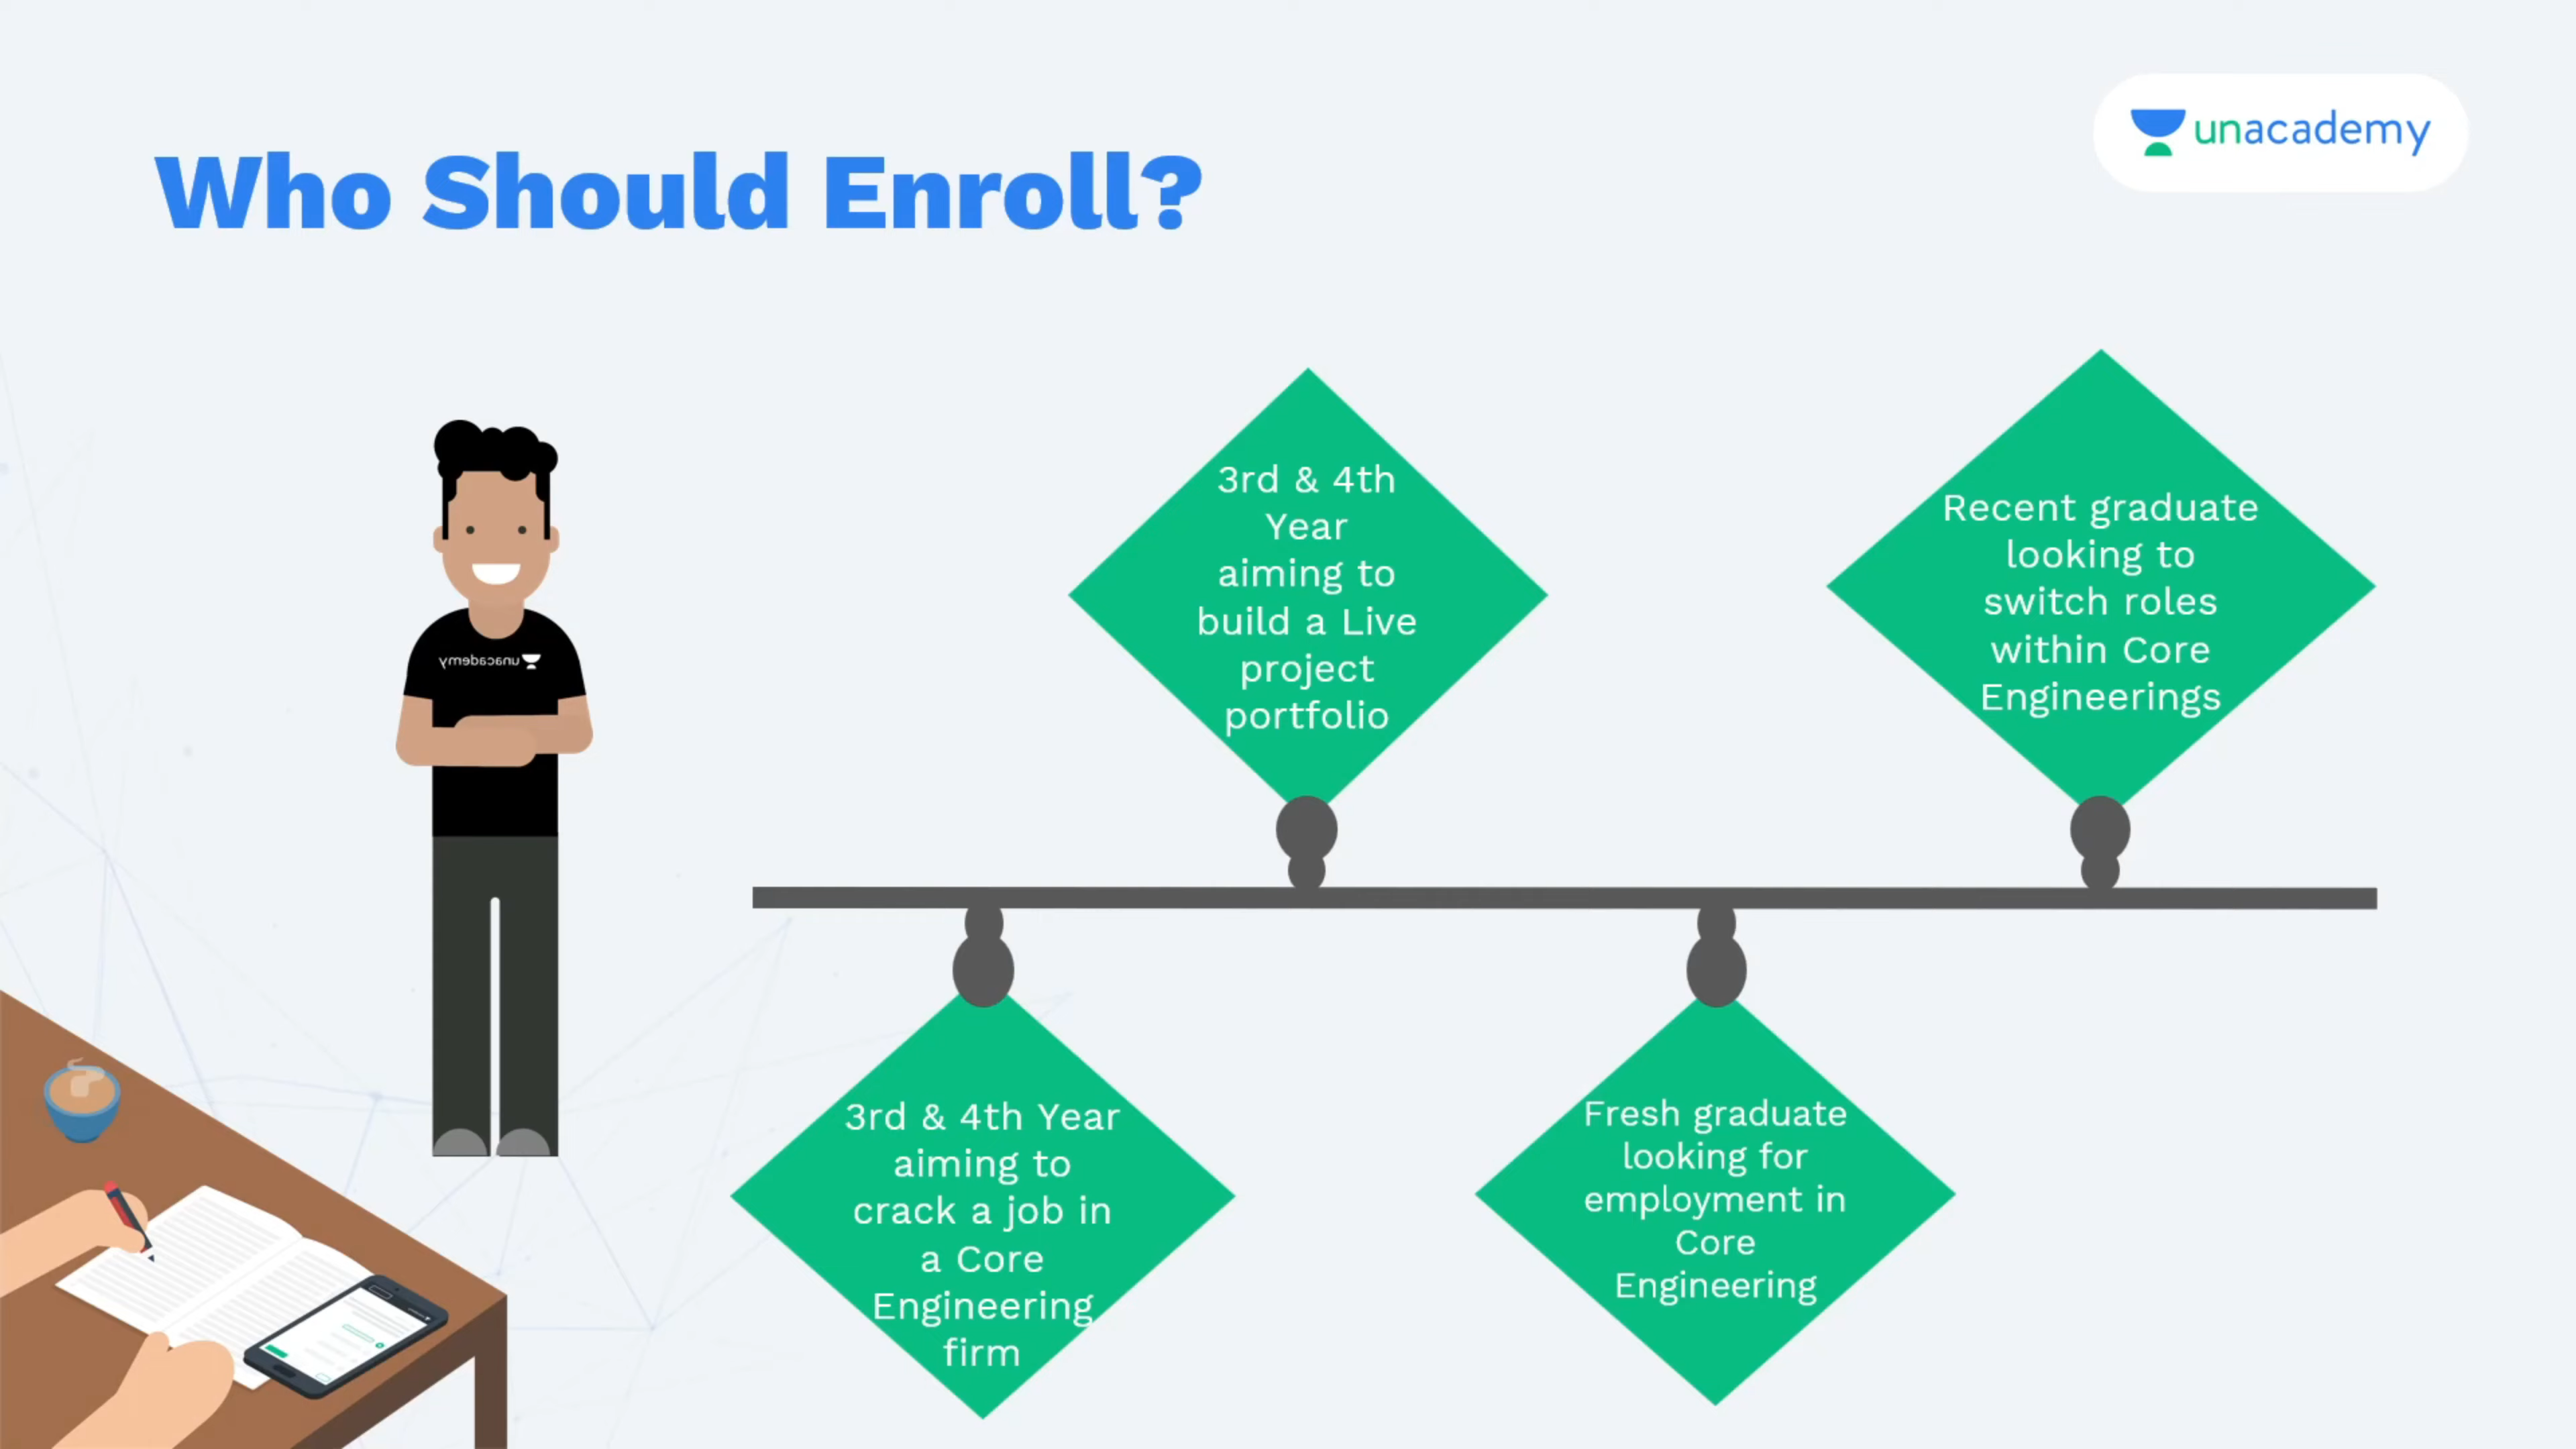 unacademy
Who Should Enroll?
unacademy
3rd & 4th
Year
aiming to
build a Live
project
portfolio
Recent graduate
looking to
switch roles
within Core
Engineerings
3rd & 4th Year
aiming to
crack a job in
a Core
Engineering
firm
Fresh graduate
looking for
employment in
Core
Engineering